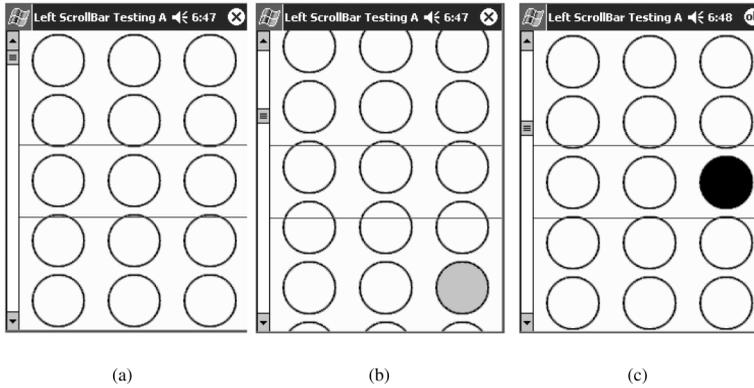 Left ScrollBar Testing A 6:47
Left ScrollBar Testing A 6:47
Left ScrollBar Testing A 6:48
(a) (b) (c)